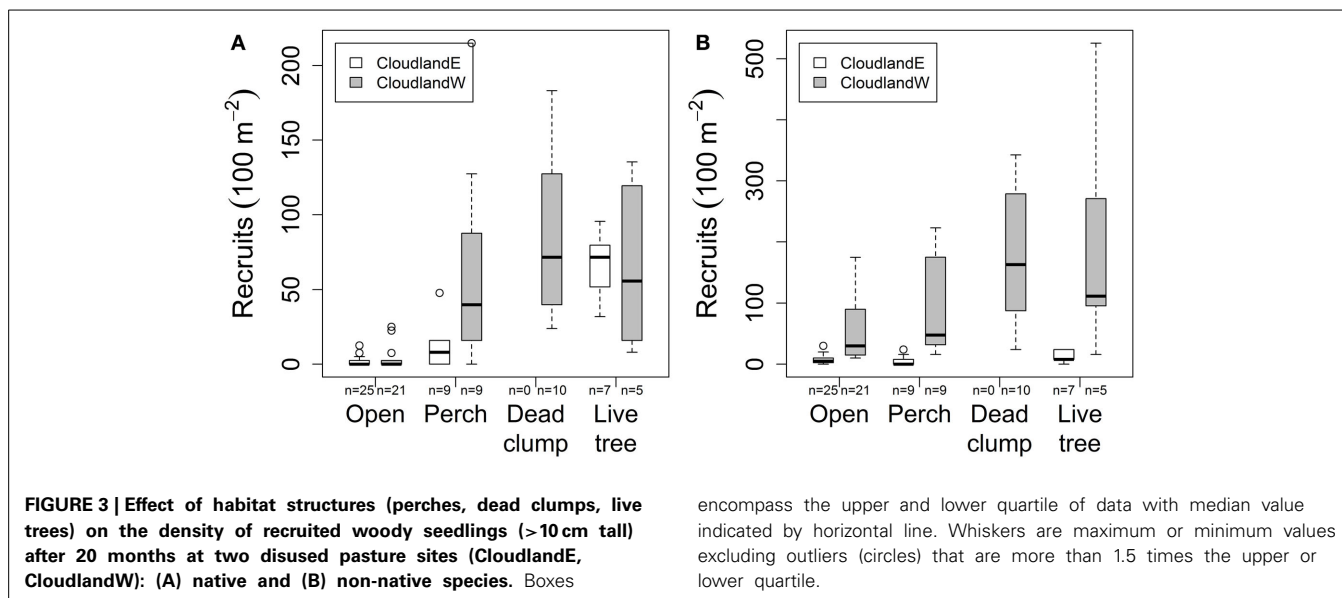 A
CloudlandE
CloudlandW
Recruits (100 m⁻²)
200
150
100
50
0
n=25 n=21 n=9 n=9 n=0 n=10 n=7 n=5
Open Perch Dead clump Live tree
B
CloudlandE
CloudlandW
Recruits (100 m⁻²)
500
300
100
0
n=25 n=21 n=9 n=9 n=0 n=10 n=7 n=5
Open Perch Dead clump Live tree
FIGURE 3 | Effect of habitat structures (perches, dead clumps, live
trees) on the density of recruited woody seedlings (>10 cm tall)
after 20 months at two disused pasture sites (CloudlandE,
CloudlandW): (A) native and (B) non-native species. Boxes
encompass the upper and lower quartile of data with median value
indicated by horizontal line. Whiskers are maximum or minimum values
excluding outliers (circles) that are more than 1.5 times the upper or
lower quartile.